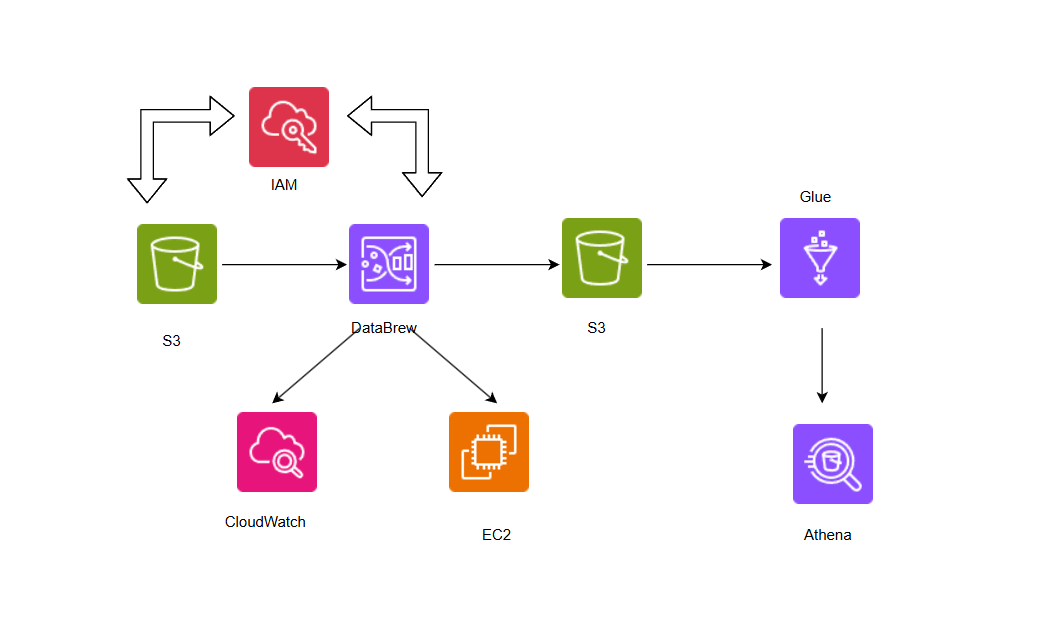 IAM
Glue
S3
DataBrew
S3
CloudWatch
EC2
Athena